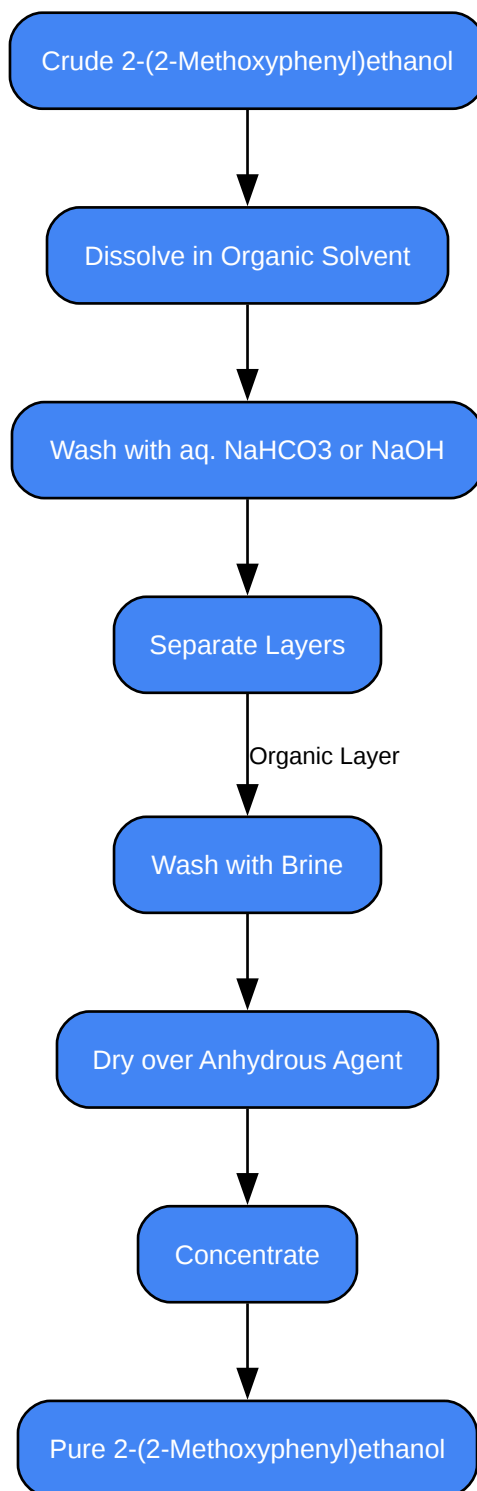 Crude 2-(2-Methoxyphenyl)ethanol
Dissolve in Organic Solvent
Wash with aq. NaHCO3 or NaOH
Separate Layers
Organic Layer
Wash with Brine
Dry over Anhydrous Agent
Concentrate
Pure 2-(2-Methoxyphenyl)ethanol